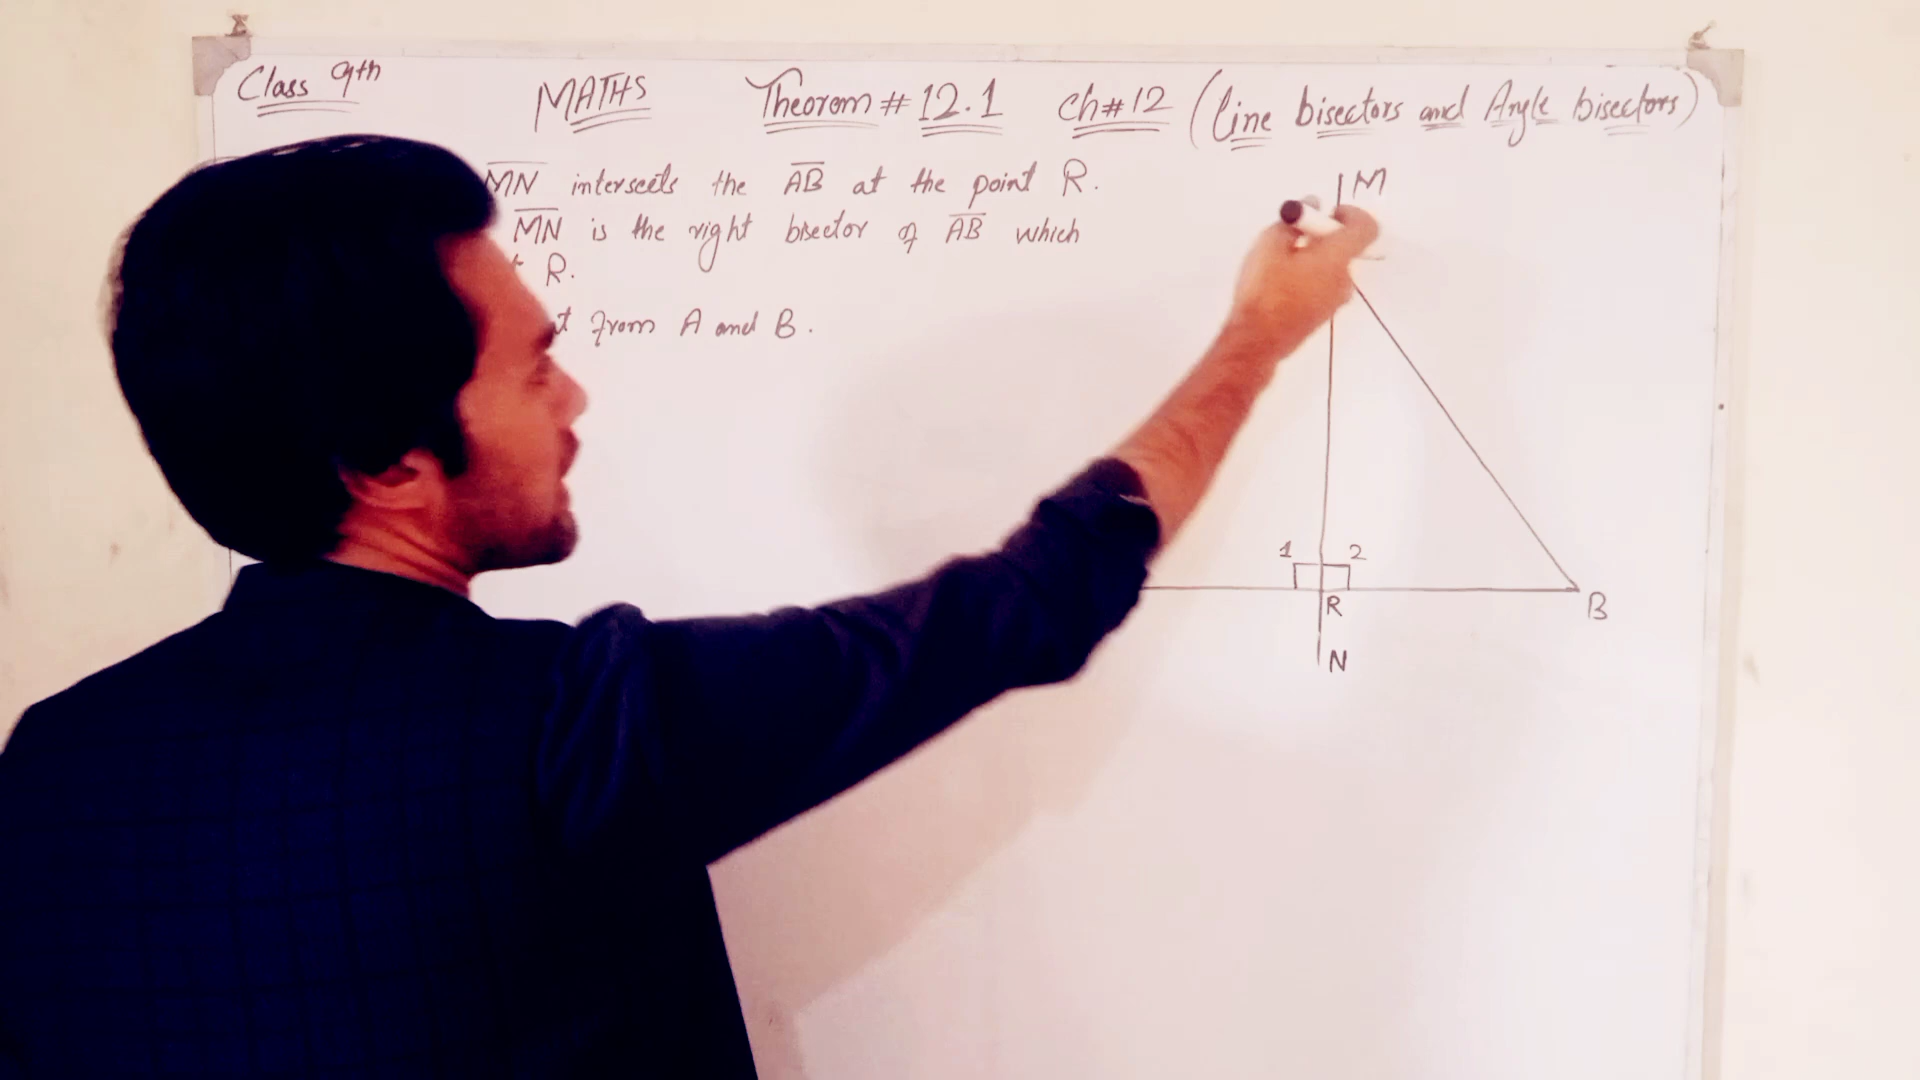 Class 9th
MATHS
Theorem # 12.1
Ch#12 (line bisectors and Angle bisectors)
MN intersects the AB at the point R.
MN is the right bisector of AB which
R.
from A and B.
M
1 2
R
B
N